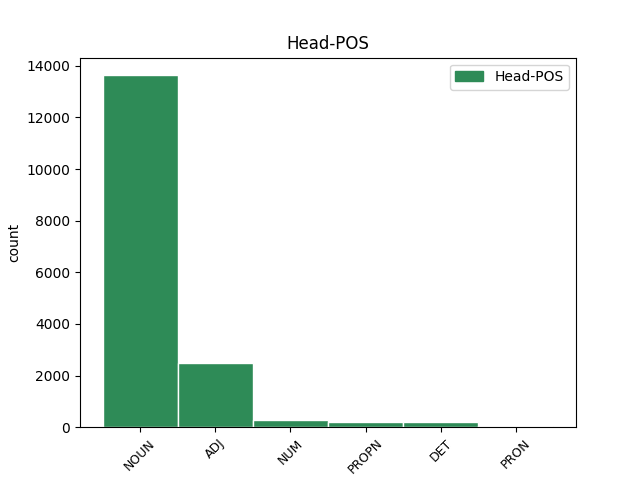 Head-POS
Head-POS
14000
12000
10000
8000
6000
4000
2000
0
count
NOUN
ADJ
NUM
PROPN
DET
PRON